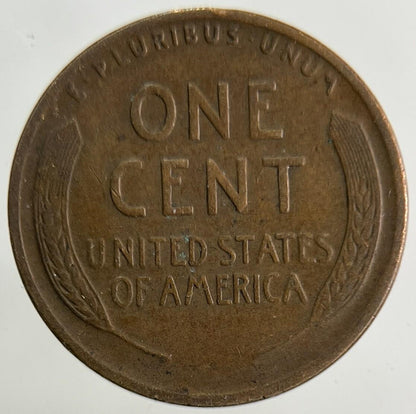 E·PLURIBUS·UNUM
ONE
CENT
UNITED·STATES
OF·AMERICA